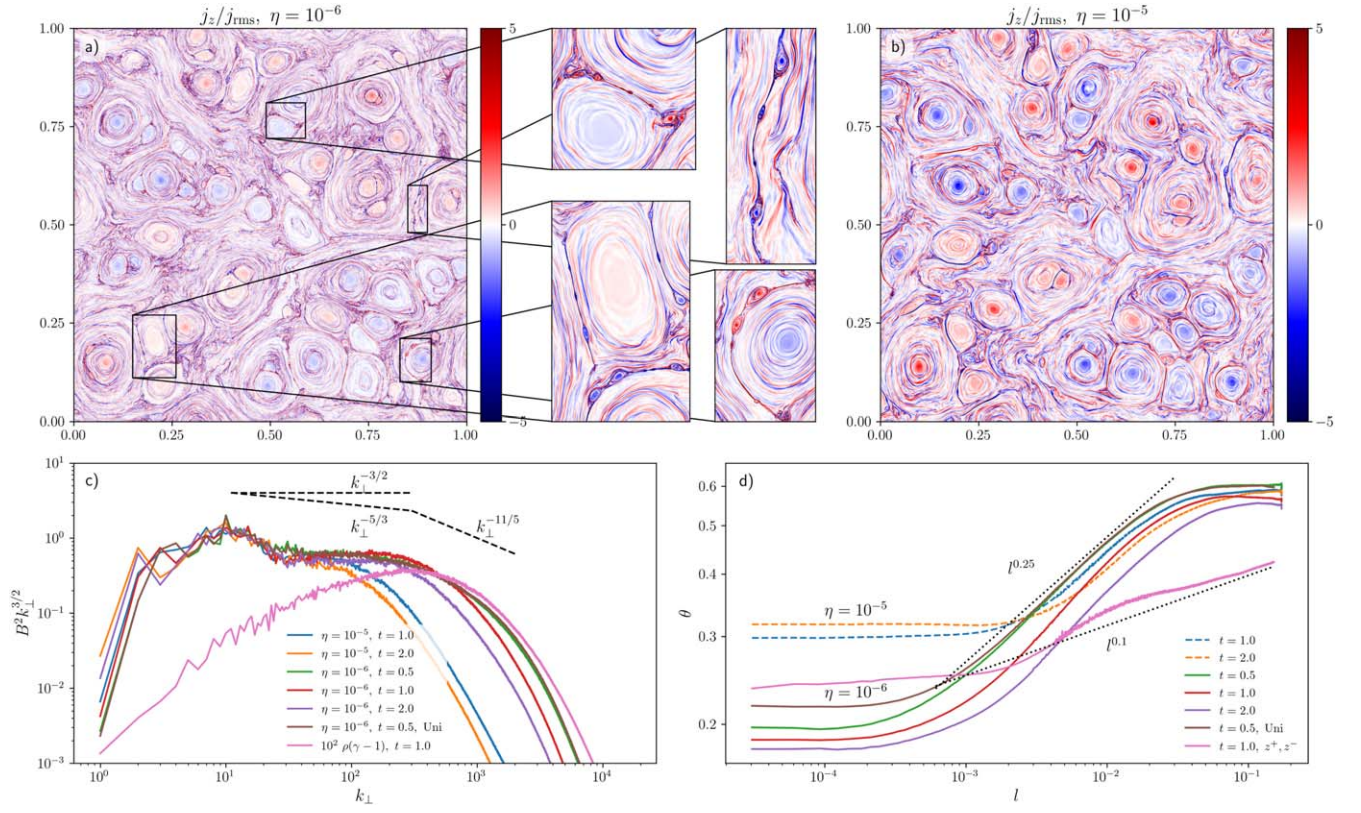 j_z/j_rms, η = 10^−6
j_z/j_rms, η = 10^−5
a)
1.00
0.75
0.50
0.25
0.00
0.00 0.25 0.50 0.75 1.00
5
0
−5
b)
1.00
0.75
0.50
0.25
0.00
0.00 0.25 0.50 0.75 1.00
5
0
−5
c)
B^2 k_⊥^3/2
10^1
10^0
10^−1
10^−2
10^−3
k_⊥^−3/2
k_⊥^−5/3
k_⊥^−11/5
η = 10^−5, t = 1.0
η = 10^−5, t = 2.0
η = 10^−6, t = 0.5
η = 10^−6, t = 1.0
η = 10^−6, t = 2.0
η = 10^−6, t = 0.5, Uni
10^2 ρ(γ − 1), t = 1.0
10^0 10^1 10^2 10^3 10^4
k_⊥
d)
θ
0.6
0.5
0.4
0.3
0.2
l^0.25
η = 10^−5
l^0.1
η = 10^−6
t = 1.0
t = 2.0
t = 0.5
t = 1.0
t = 2.0
t = 0.5, Uni
t = 1.0, z^+, z^−
10^−4 10^−3 10^−2 10^−1
l